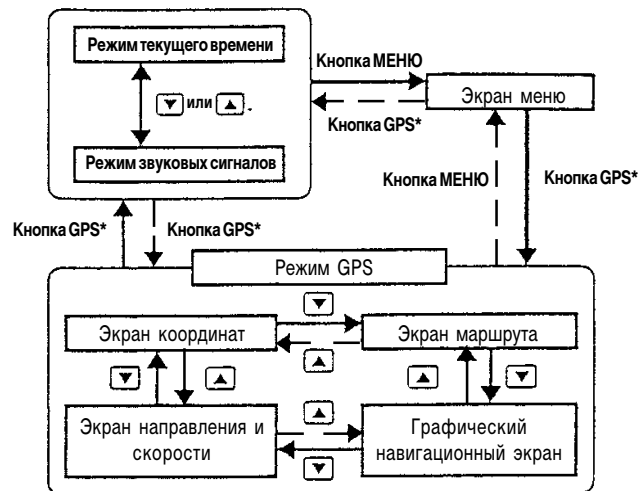 Режим текущего времени
или .
Режим звуковых сигналов
Кнопка МЕНЮ
Кнопка GPS*
Экран меню
Кнопка МЕНЮ
Кнопка GPS*
Кнопка GPS*
Кнопка GPS*
Режим GPS
Экран координат
Экран маршрута
Экран направления и
скорости
Графический
навигационный экран